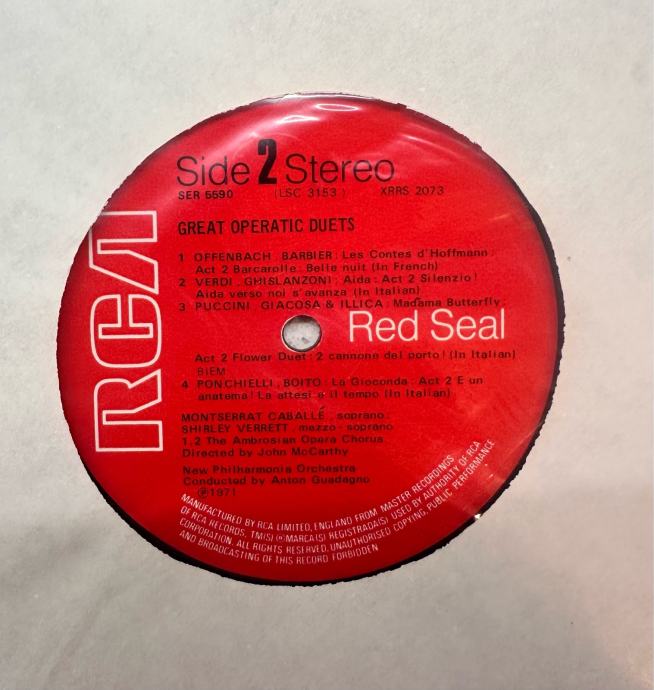 Side 2 Stereo
SER 5590 (LSC 3153) XRRS 2073
GREAT OPERATIC DUETS
1 OFFENBACH, BARBIER: Les Contes d'Hoffmann:
Act 2 Barcarolle: Belle nuit (In French)
2 VERDI, GHISLANZONI: Aida: Act 2 Silenzio!
Aida verso noi s'avanza (In Italian)
3 PUCCINI, GIACOSA & ILLICA: Madama Butterfly:
RCA Red Seal
Act 2 Flower Duet: 2 cannone del porto! (In Italian)
BIEM
4 PONCHIELLI, BOITO: La Gioconda: Act 2 E un
anatema! La attesi e il tempo (In Italian)
MONTSERRAT CABALLÉ, soprano:
SHIRLEY VERRETT, mezzo-soprano
1,2 The Ambrosian Opera Chorus
Directed by John McCarthy
New Philharmonia Orchestra
Conducted by Anton Guadagno
℗1971
MANUFACTURED BY RCA LIMITED, ENGLAND FROM MASTER RECORDINGS
OF RCA RECORDS, TM(S) ® MARCA(S) REGISTRADA(S) USED BY AUTHORITY OF RCA
CORPORATION. ALL RIGHTS RESERVED. UNAUTHORISED COPYING, PUBLIC PERFORMANCE
AND BROADCASTING OF THIS RECORD FORBIDDEN